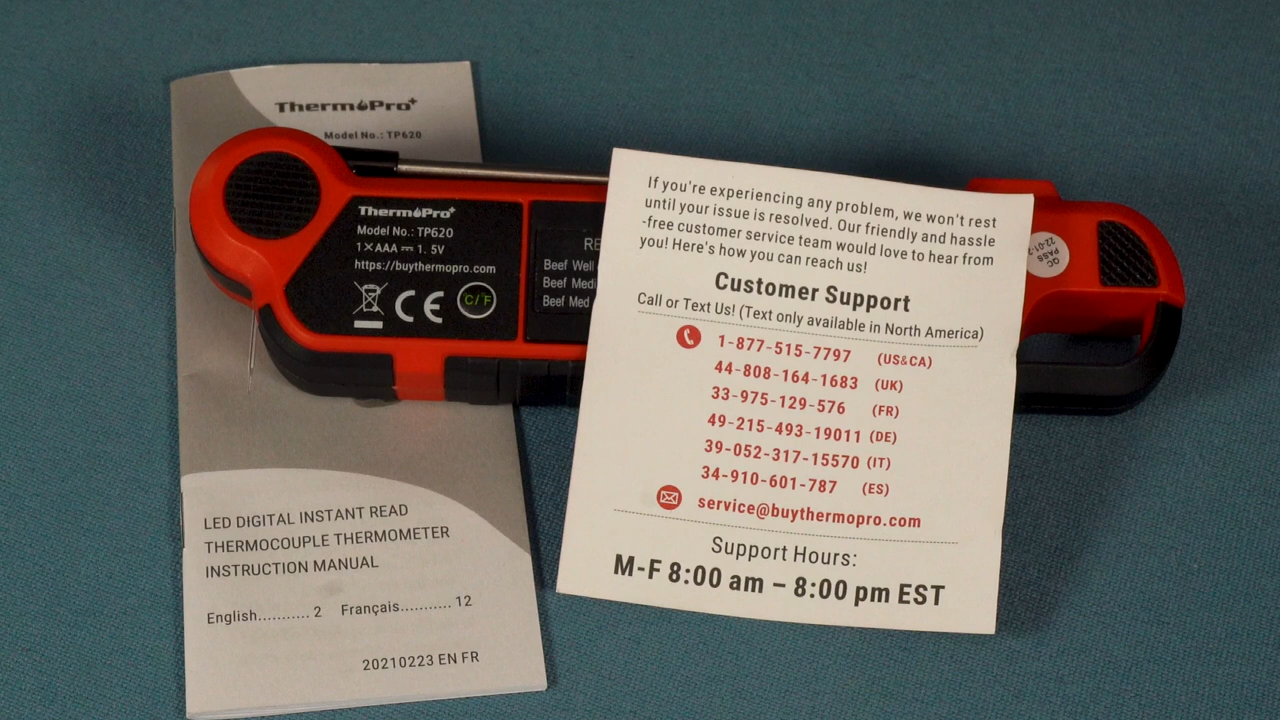 ThermoPro+
Model No.: TP620
ThermoPro+
Model No.: TP620
1×AAA ⎓ 1. 5V
https://buythermopro.com
CE
C/°F
Beef Well
Beef Medi
Beef Med
QC
PASS
LED DIGITAL INSTANT READ
THERMOCOUPLE THERMOMETER
INSTRUCTION MANUAL
English........... 2 Français........... 12
20210223 EN FR
If you're experiencing any problem, we won't rest
until your issue is resolved. Our friendly and hassle
-free customer service team would love to hear from
you! Here's how you can reach us!
Customer Support
Call or Text Us! (Text only available in North America)
1-877-515-7797 (US&CA)
44-808-164-1683 (UK)
33-975-129-576 (FR)
49-215-493-19011 (DE)
39-052-317-15570 (IT)
34-910-601-787 (ES)
service@buythermopro.com
Support Hours:
M-F 8:00 am – 8:00 pm EST